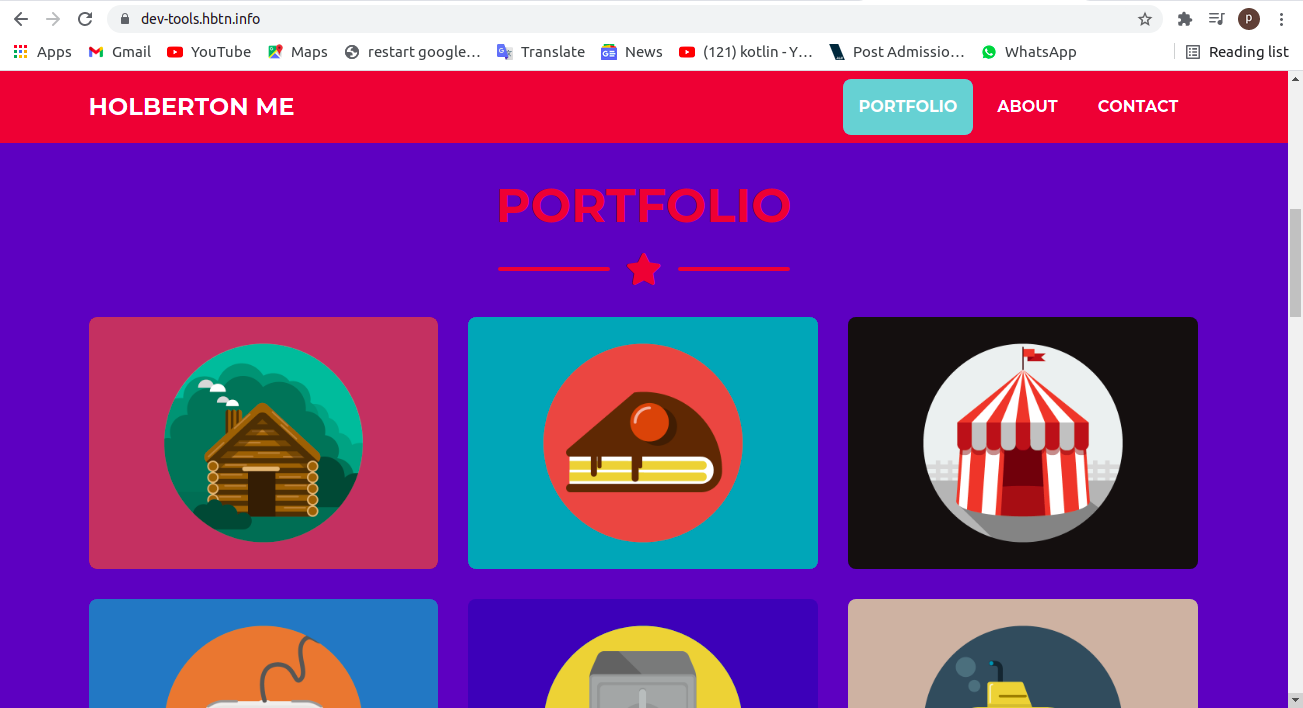 dev-tools.hbtn.info
P
Apps Gmail YouTube Maps restart google… Translate News (121) kotlin - Y… Post Admissio… WhatsApp Reading list
HOLBERTON ME PORTFOLIO ABOUT CONTACT
PORTFOLIO